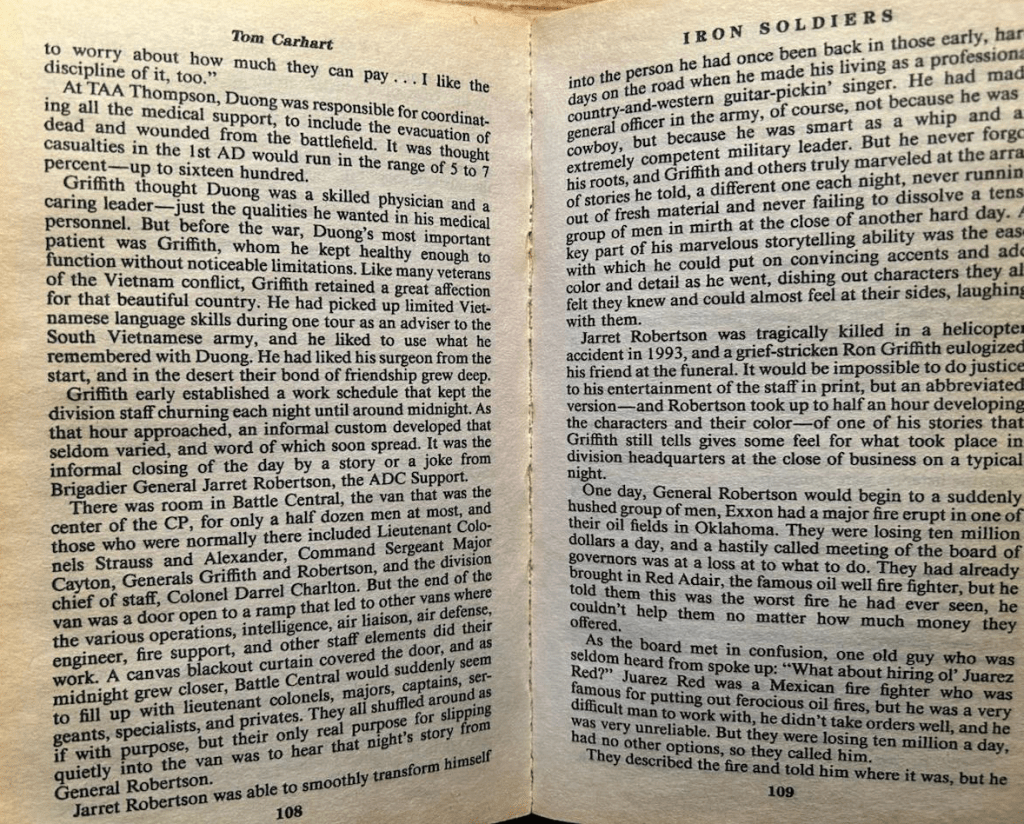 Tom Carhart
to worry about how much they can pay . . . I like the
discipline of it, too.”
At TAA Thompson, Duong was responsible for coordinat-
ing all the medical support, to include the evacuation of
dead and wounded from the battlefield. It was thought
casualties in the 1st AD would run in the range of 5 to 7
percent—up to sixteen hundred.
Griffith thought Duong was a skilled physician and a
caring leader—just the qualities he wanted in his medical
personnel. But before the war, Duong’s most important
patient was Griffith, whom he kept healthy enough to
function without noticeable limitations. Like many veterans
of the Vietnam conflict, Griffith retained a great affection
for that beautiful country. He had picked up limited Viet-
namese language skills during one tour as an adviser to the
South Vietnamese army, and he liked to use what he
remembered with Duong. He had liked his surgeon from the
start, and in the desert their bond of friendship grew deep.
Griffith early established a work schedule that kept the
division staff churning each night until around midnight. As
that hour approached, an informal custom developed that
seldom varied, and word of which soon spread. It was the
informal closing of the day by a story or a joke from
Brigadier General Jarret Robertson, the ADC Support.
There was room in Battle Central, the van that was the
center of the CP, for only a half dozen men at most, and
those who were normally there included Lieutenant Colo-
nels Strauss and Alexander, Command Sergeant Major
Cayton, Generals Griffith and Robertson, and the division
chief of staff, Colonel Darrel Charlton. But the end of the
van was a door open to a ramp that led to other vans where
the various operations, intelligence, air liaison, air defense,
engineer, fire support, and other staff elements did their
work. A canvas blackout curtain covered the door, and as
midnight grew closer, Battle Central would suddenly seem
to fill up with lieutenant colonels, majors, captains, ser-
geants, specialists, and privates. They all shuffled around as
if with purpose, but their only real purpose for slipping
quietly into the van was to hear that night’s story from
General Robertson.
Jarret Robertson was able to smoothly transform himself
108
IRON SOLDIERS
into the person he had once been back in those early, har
days on the road when he made his living as a professiona
country-and-western guitar-pickin’ singer. He had mad
general officer in the army, of course, not because he was
cowboy, but because he was smart as a whip and a
extremely competent military leader. But he never forgo
his roots, and Griffith and others truly marveled at the arra
of stories he told, a different one each night, never runnin
out of fresh material and never failing to dissolve a tens
group of men in mirth at the close of another hard day. A
key part of his marvelous storytelling ability was the eas
with which he could put on convincing accents and add
color and detail as he went, dishing out characters they al
felt they knew and could almost feel at their sides, laughing
with them.
Jarret Robertson was tragically killed in a helicopter
accident in 1993, and a grief-stricken Ron Griffith eulogized
his friend at the funeral. It would be impossible to do justice
to his entertainment of the staff in print, but an abbreviated
version—and Robertson took up to half an hour developing
the characters and their color—of one of his stories that
Griffith still tells gives some feel for what took place in
division headquarters at the close of business on a typical
night.
One day, General Robertson would begin to a suddenly
hushed group of men, Exxon had a major fire erupt in one of
their oil fields in Oklahoma. They were losing ten million
dollars a day, and a hastily called meeting of the board of
governors was at a loss at to what to do. They had already
brought in Red Adair, the famous oil well fire fighter, but he
told them this was the worst fire he had ever seen, he
couldn’t help them no matter how much money they
offered.
As the board met in confusion, one old guy who was
seldom heard from spoke up: “What about hiring ol’ Juarez
Red?” Juarez Red was a Mexican fire fighter who was
famous for putting out ferocious oil fires, but he was a very
difficult man to work with, he didn’t take orders well, and he
was very unreliable. But they were losing ten million a day,
had no other options, so they called him.
They described the fire and told him where it was, but he
109